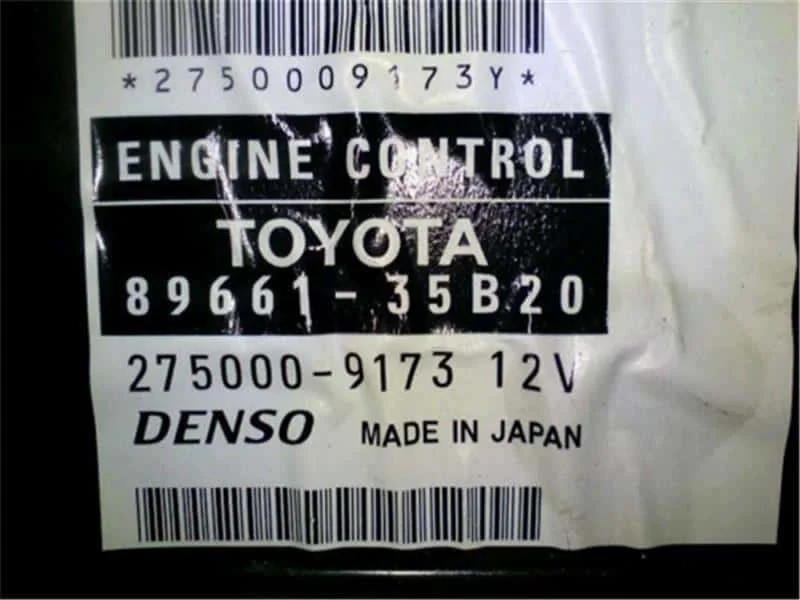 *2750009173Y*
ENGINE CONTROL
TOYOTA
89661-35B20
275000-9173 12V
DENSO MADE IN JAPAN